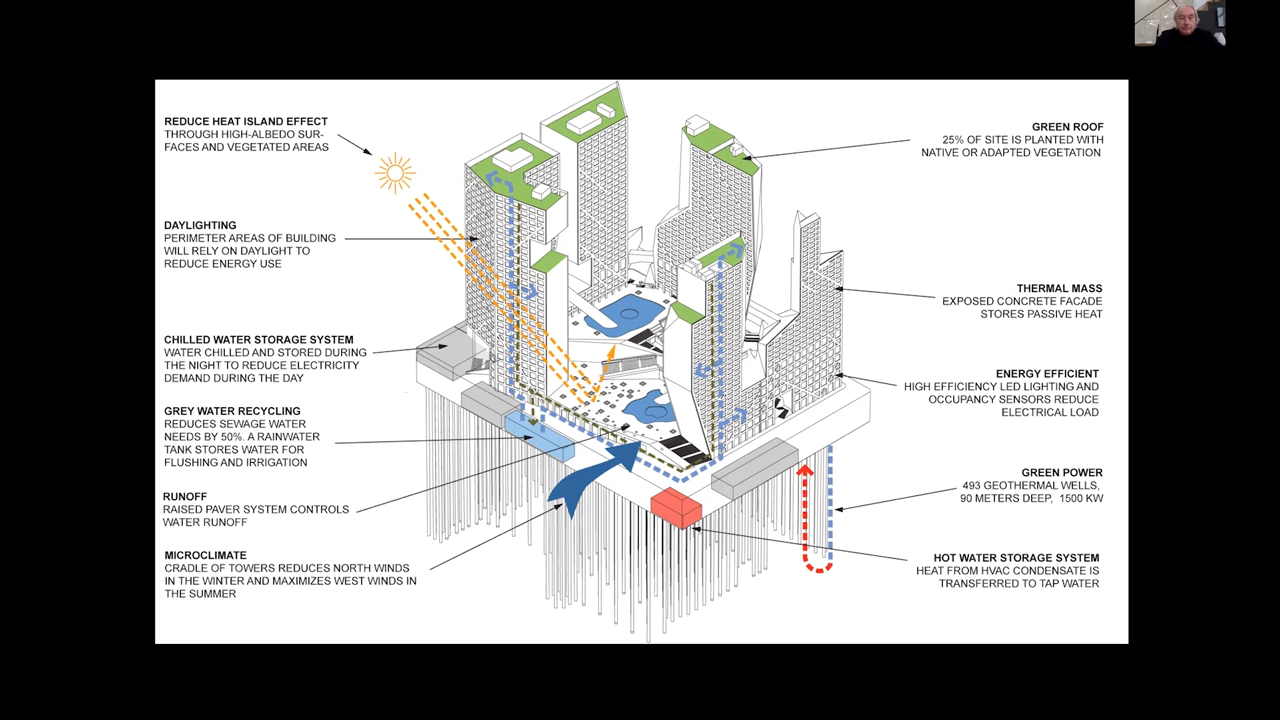 REDUCE HEAT ISLAND EFFECT
THROUGH HIGH-ALBEDO SUR-
FACES AND VEGETATED AREAS
DAYLIGHTING
PERIMETER AREAS OF BUILDING
WILL RELY ON DAYLIGHT TO
REDUCE ENERGY USE
CHILLED WATER STORAGE SYSTEM
WATER CHILLED AND STORED DURING
THE NIGHT TO REDUCE ELECTRICITY
DEMAND DURING THE DAY
GREY WATER RECYCLING
REDUCES SEWAGE WATER
NEEDS BY 50%. A RAINWATER
TANK STORES WATER FOR
FLUSHING AND IRRIGATION
RUNOFF
RAISED PAVER SYSTEM CONTROLS
WATER RUNOFF
MICROCLIMATE
CRADLE OF TOWERS REDUCES NORTH WINDS
IN THE WINTER AND MAXIMIZES WEST WINDS IN
THE SUMMER
GREEN ROOF
25% OF SITE IS PLANTED WITH
NATIVE OR ADAPTED VEGETATION
THERMAL MASS
EXPOSED CONCRETE FACADE
STORES PASSIVE HEAT
ENERGY EFFICIENT
HIGH EFFICIENCY LED LIGHTING AND
OCCUPANCY SENSORS REDUCE
ELECTRICAL LOAD
GREEN POWER
493 GEOTHERMAL WELLS,
90 METERS DEEP, 1500 KW
HOT WATER STORAGE SYSTEM
HEAT FROM HVAC CONDENSATE IS
TRANSFERRED TO TAP WATER